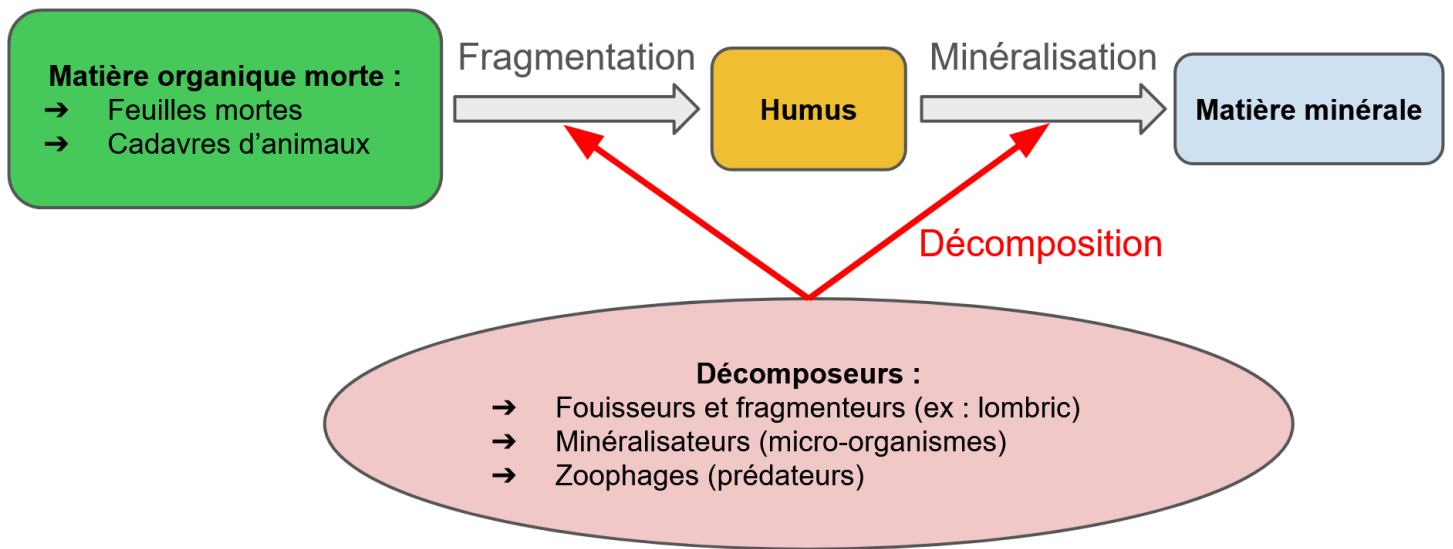 Matière organique morte :
➔ Feuilles mortes
➔ Cadavres d’animaux
Fragmentation
Humus
Minéralisation
Matière minérale
Décomposition
Décomposeurs :
➔ Fouisseurs et fragmenteurs (ex : lombric)
➔ Minéralisateurs (micro-organismes)
➔ Zoophages (prédateurs)